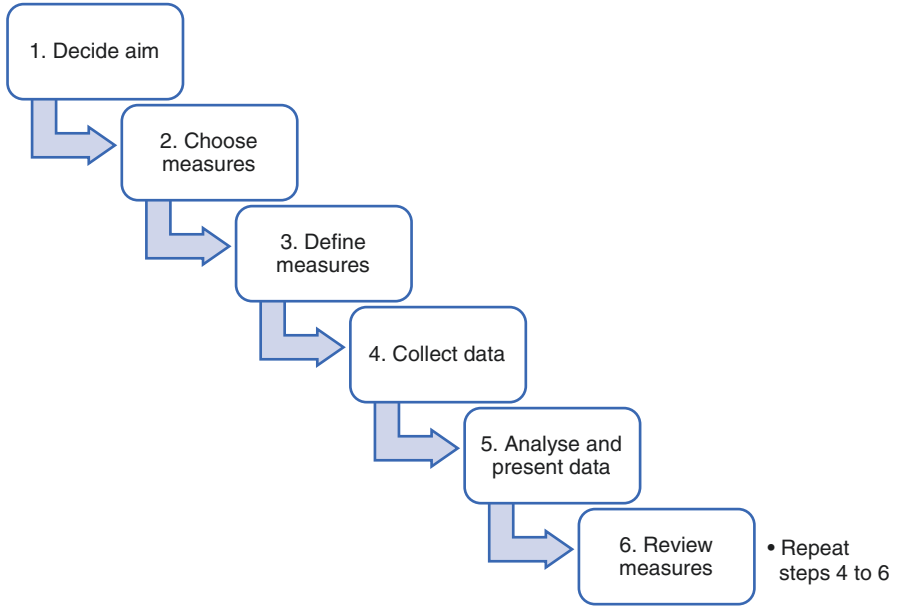 1. Decide aim
2. Choose
measures
3. Define
measures
4. Collect data
5. Analyse and
present data
6. Review
measures
• Repeat
steps 4 to 6